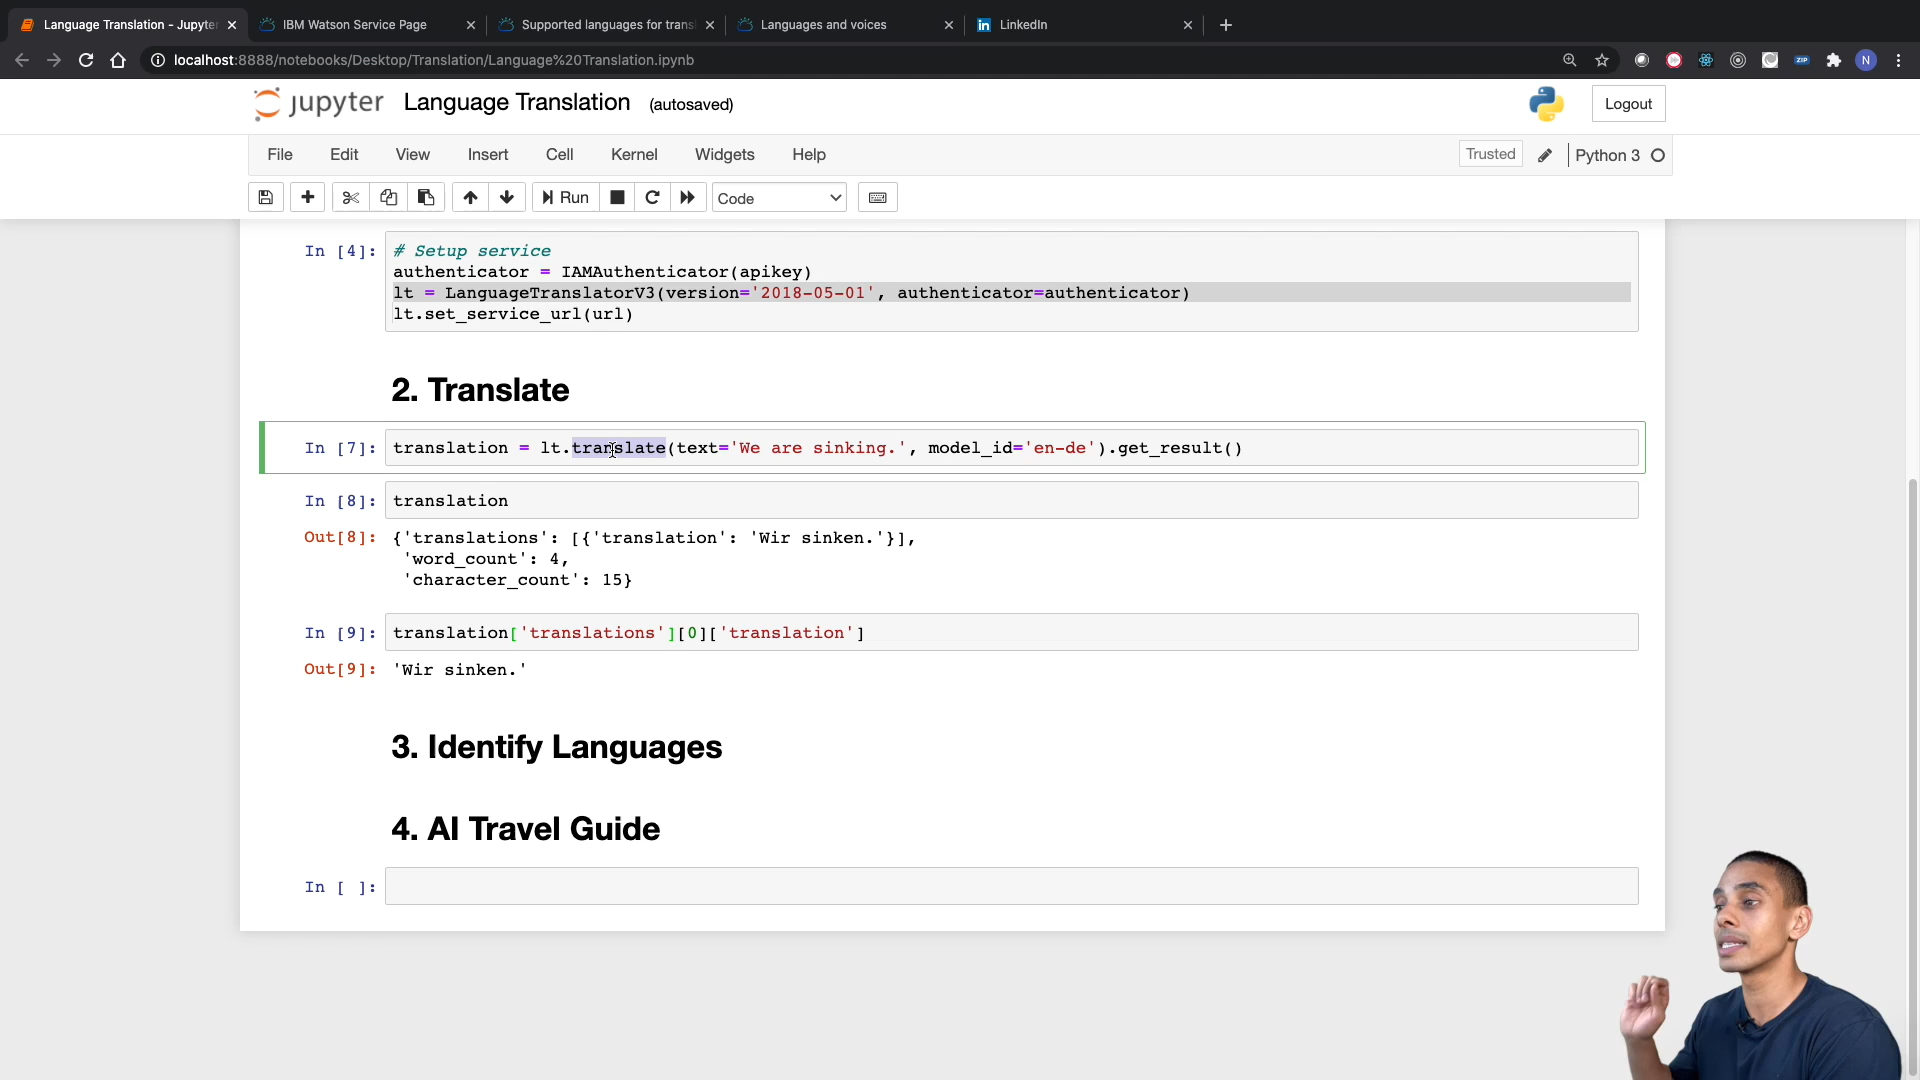 Language Translation - Jupyte
IBM Watson Service Page
Supported languages for trans
Languages and voices
LinkedIn
localhost:8888/notebooks/Desktop/Translation/Language%20Translation.ipynb
ZIP
N
jupyter Language Translation (autosaved)
Logout
File Edit View Insert Cell Kernel Widgets Help
Trusted
Python 3
Run
Code
In [4]: # Setup service
authenticator = IAMAuthenticator(apikey)
lt = LanguageTranslatorV3(version='2018-05-01', authenticator=authenticator)
lt.set_service_url(url)
2. Translate
In [7]: translation = lt.translate(text='We are sinking.', model_id='en-de').get_result()
In [8]: translation
Out[8]: {'translations': [{'translation': 'Wir sinken.'}],
'word_count': 4,
'character_count': 15}
In [9]: translation['translations'][0]['translation']
Out[9]: 'Wir sinken.'
3. Identify Languages
4. AI Travel Guide
In [ ]: